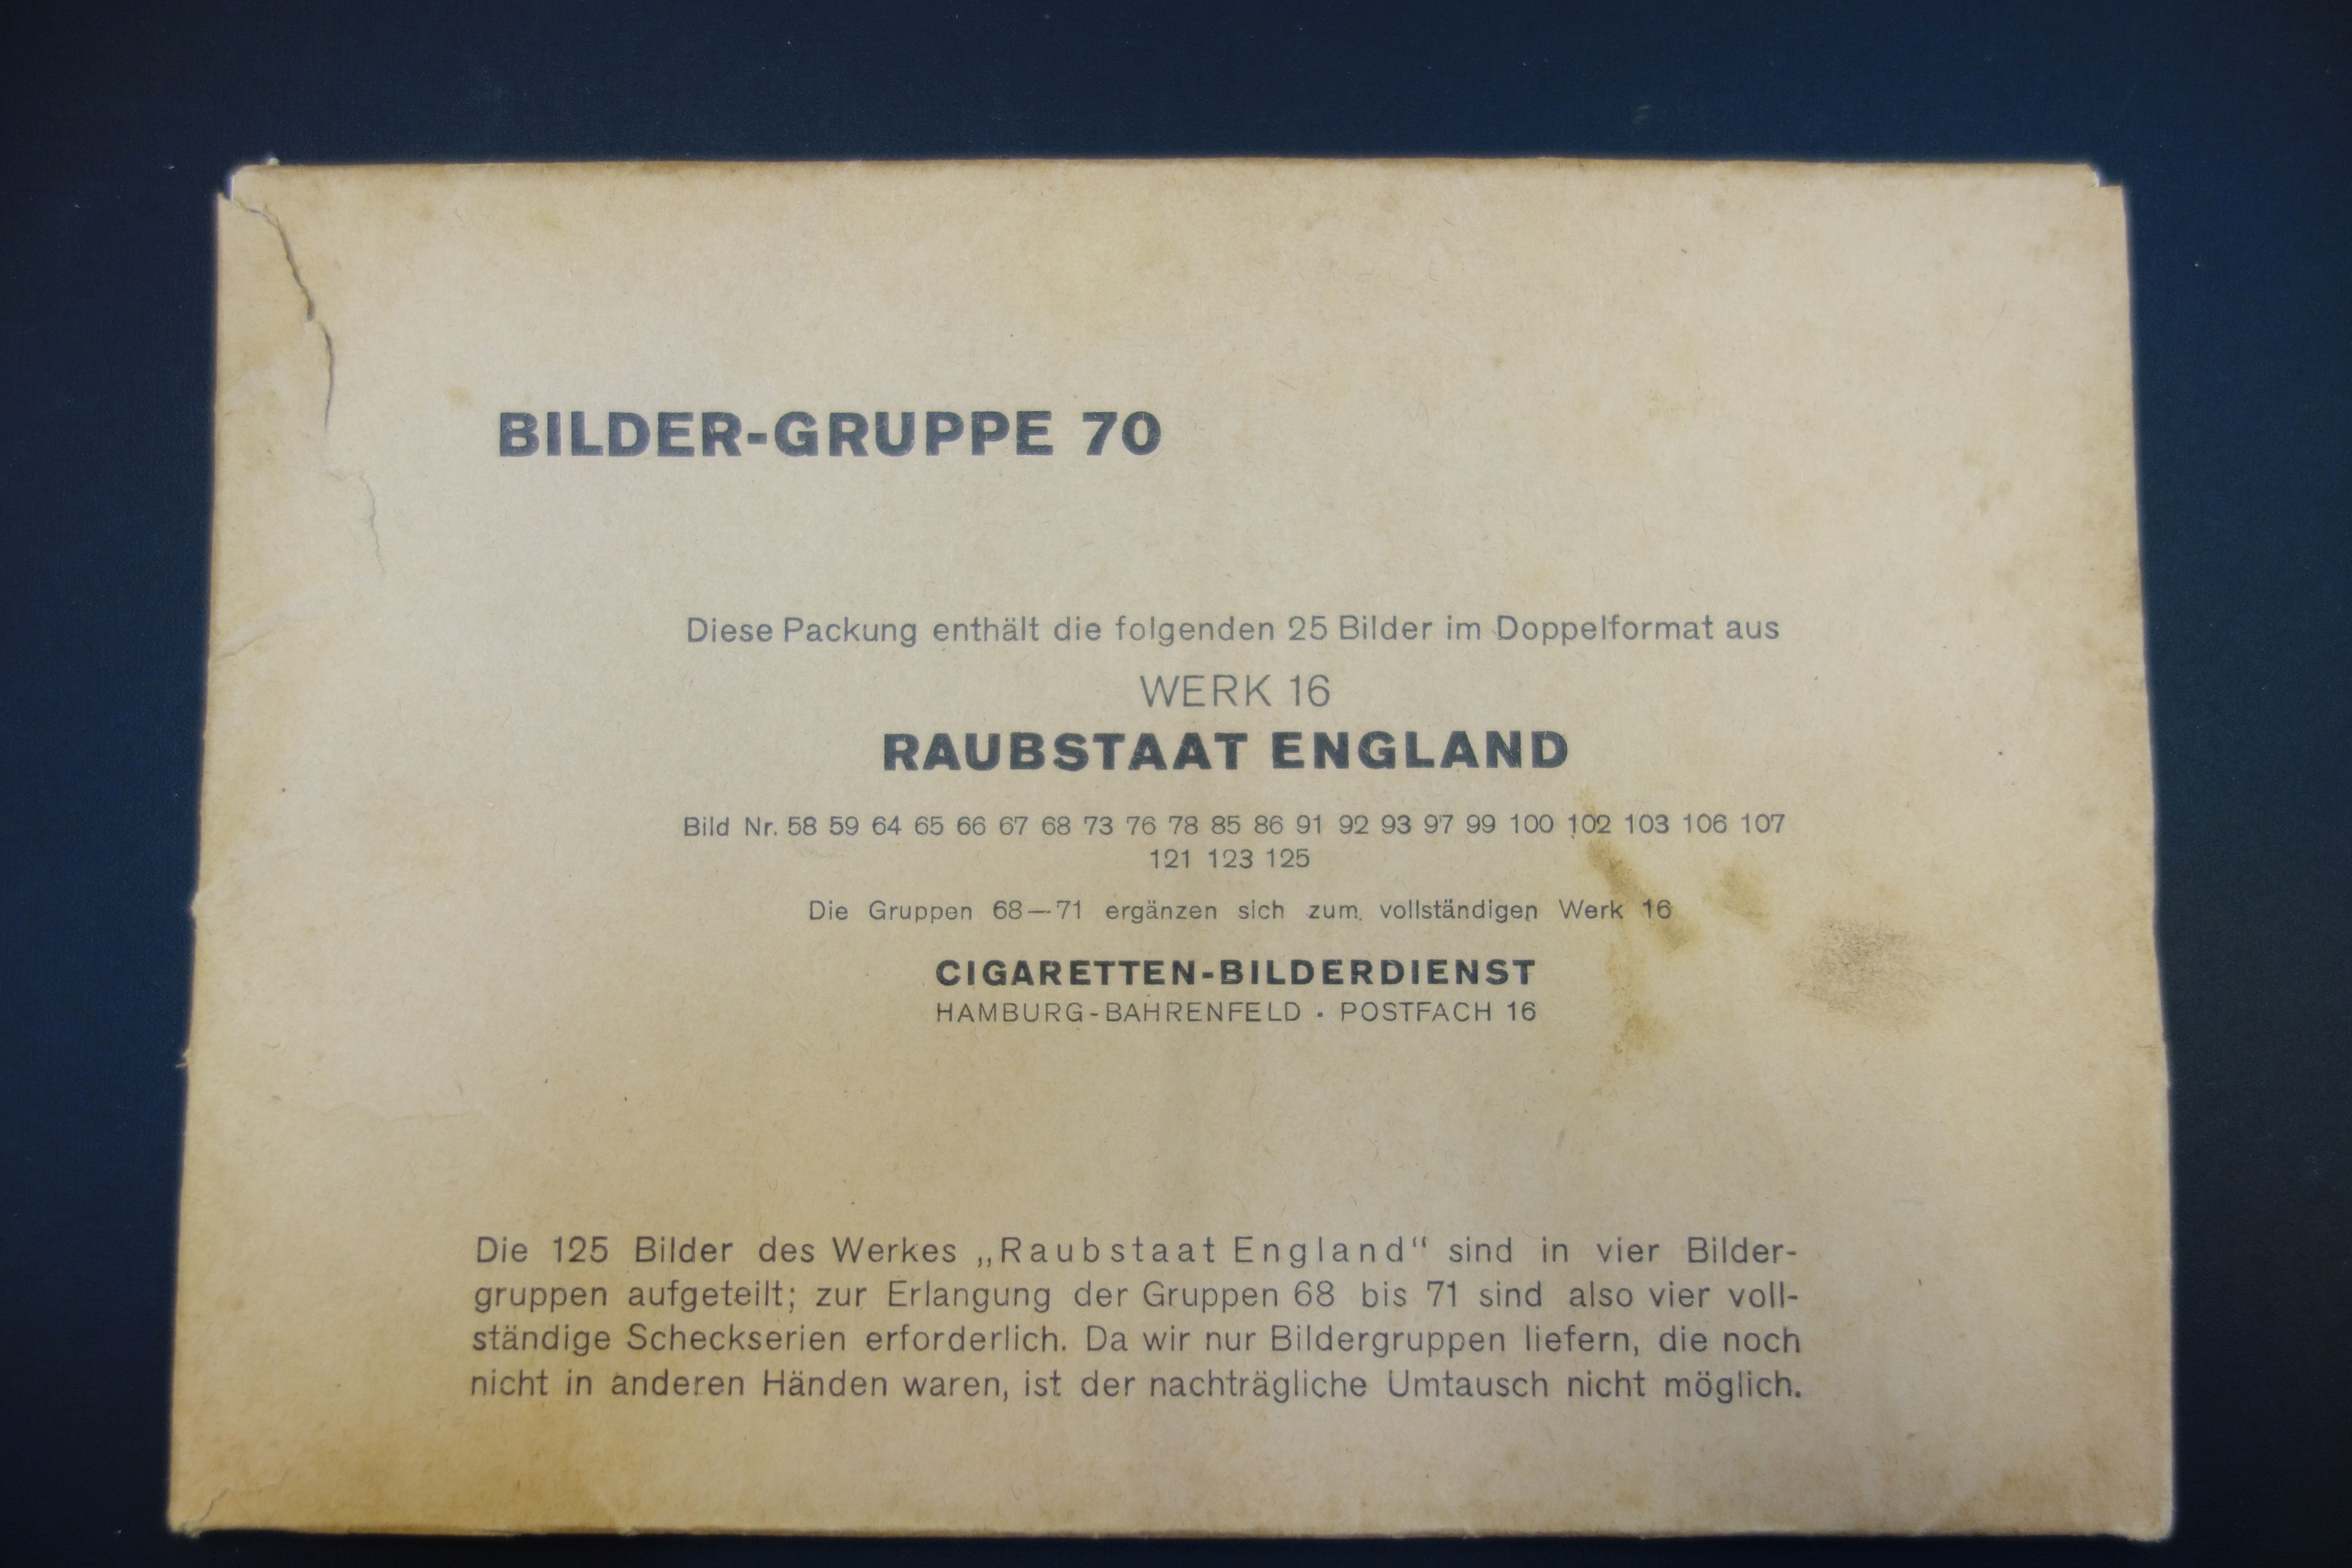 BILDER-GRUPPE 70
Diese Packung enthält die folgenden 25 Bilder im Doppelformat aus
WERK 16
RAUBSTAAT ENGLAND
Bild Nr. 58 59 64 65 66 67 68 73 76 78 85 86 91 92 93 97 99 100 102 103 106 107
121 123 125
Die Gruppen 68—71 ergänzen sich zum vollständigen Werk 16
CIGARETTEN-BILDERDIENST
HAMBURG-BAHRENFELD · POSTFACH 16
Die 125 Bilder des Werkes „Raubstaat England“ sind in vier Bilder-
gruppen aufgeteilt; zur Erlangung der Gruppen 68 bis 71 sind also vier voll-
ständige Scheckserien erforderlich. Da wir nur Bildergruppen liefern, die noch
nicht in anderen Händen waren, ist der nachträgliche Umtausch nicht möglich.